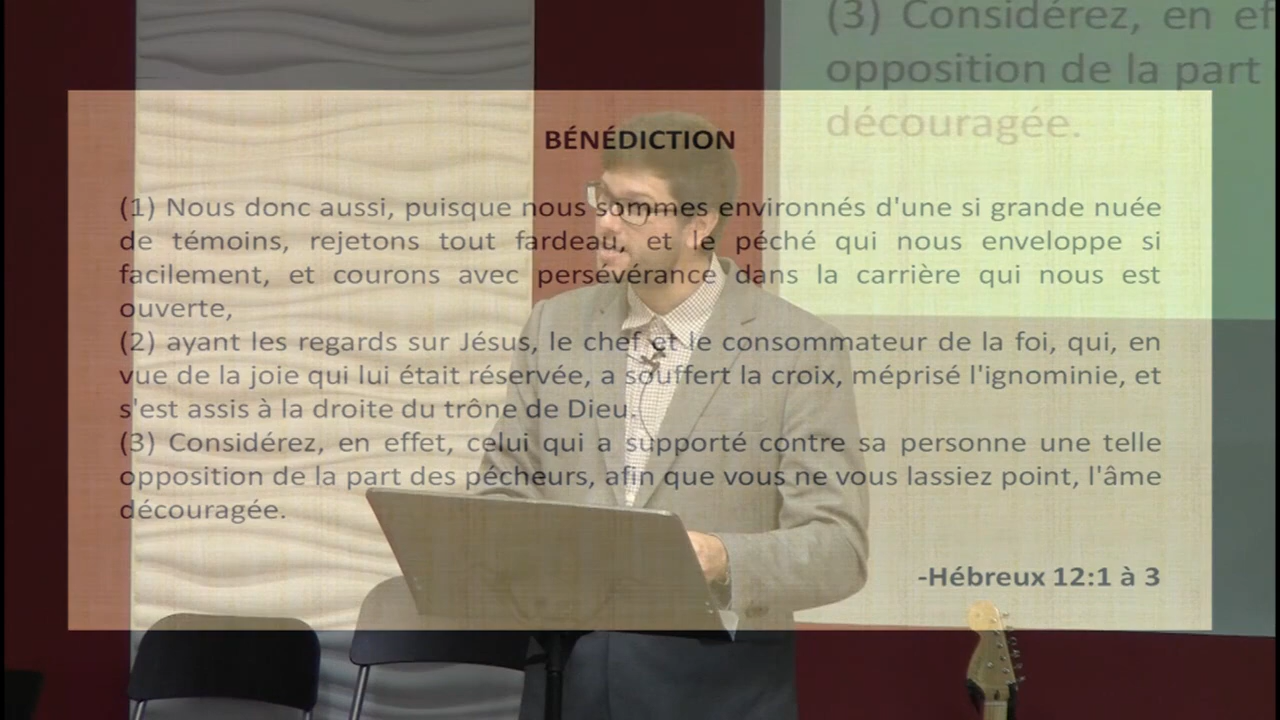 (3) Considérez, en ef
opposition de la part
découragée.
BÉNÉDICTION
(1) Nous donc aussi, puisque nous sommes environnés d'une si grande nuée
de témoins, rejetons tout fardeau, et le péché qui nous enveloppe si
facilement, et courons avec persévérance dans la carrière qui nous est
ouverte,
(2) ayant les regards sur Jésus, le chef et le consommateur de la foi, qui, en
vue de la joie qui lui était réservée, a souffert la croix, méprisé l'ignominie, et
s'est assis à la droite du trône de Dieu.
(3) Considérez, en effet, celui qui a supporté contre sa personne une telle
opposition de la part des pécheurs, afin que vous ne vous lassiez point, l'âme
découragée.
-Hébreux 12:1 à 3